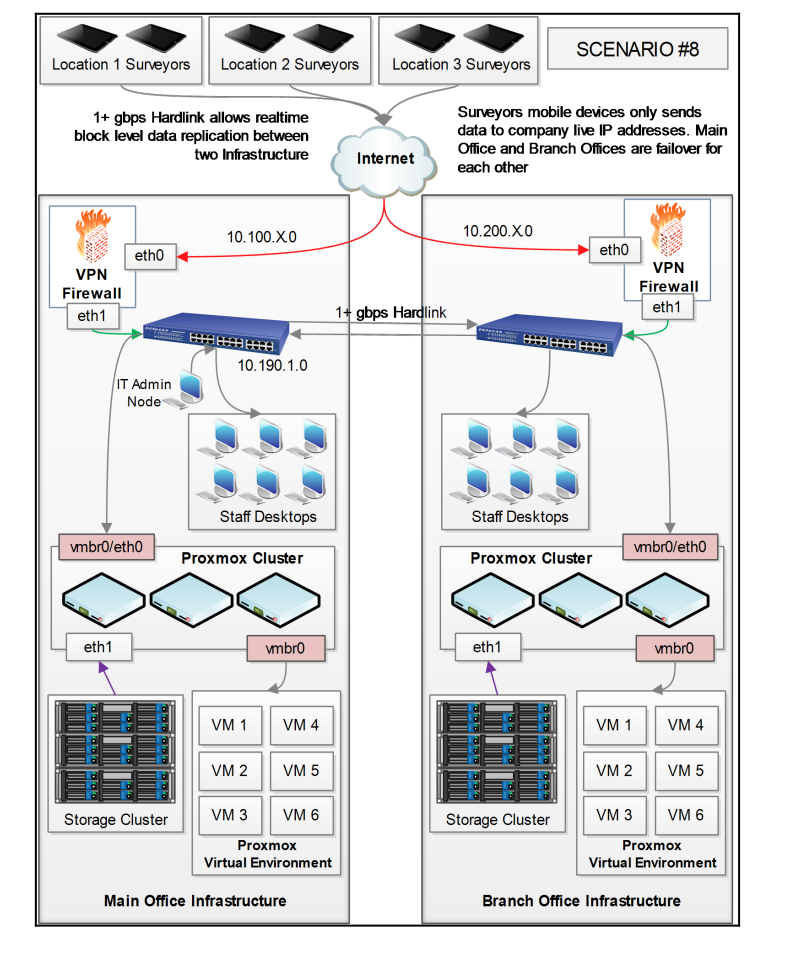 SCENARIO #8
Location 1 Surveyors
Location 2 Surveyors
Location 3 Surveyors
1+ gbps Hardlink allows realtime
block level data replication between
two Infrastructure
Surveyors mobile devices only sends
data to company live IP addresses. Main
Office and Branch Offices are failover for
each other
Internet
10.100.X.0
10.200.X.0
eth0
VPN
Firewall
eth1
eth0
VPN
Firewall
eth1
1+ gbps Hardlink
NETGEAR
10.190.1.0
IT Admin
Node
Staff Desktops
Staff Desktops
vmbr0/eth0
Proxmox Cluster
eth1
vmbr0
Storage Cluster
VM 1
VM 4
VM 2
VM 5
VM 3
VM 6
Proxmox
Virtual Environment
Main Office Infrastructure
vmbr0/eth0
Proxmox Cluster
eth1
vmbr0
Storage Cluster
VM 1
VM 4
VM 2
VM 5
VM 3
VM 6
Proxmox
Virtual Environment
Branch Office Infrastructure